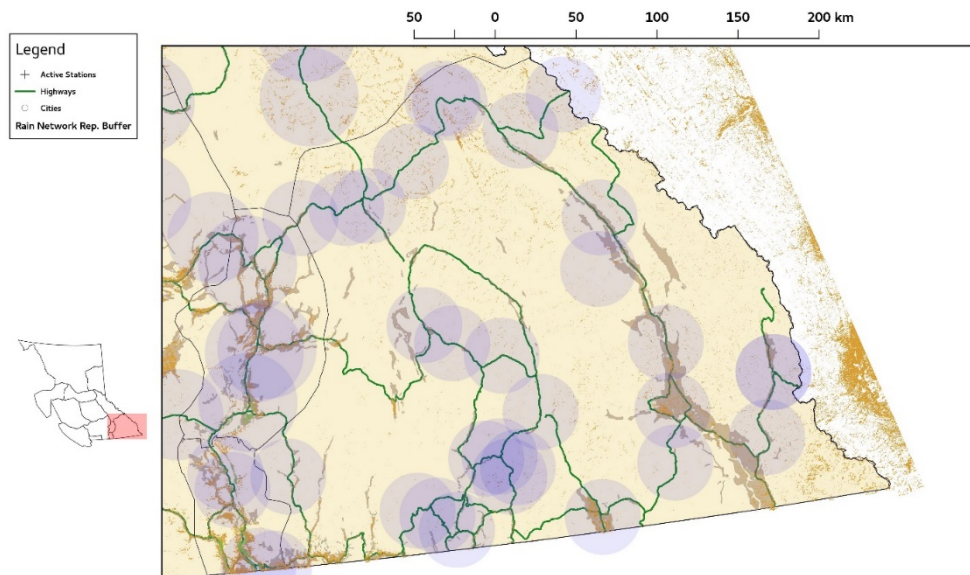 50 0 50 100 150 200 km
Legend
Active Stations
Highways
Cities
Rain Network Rep. Buffer